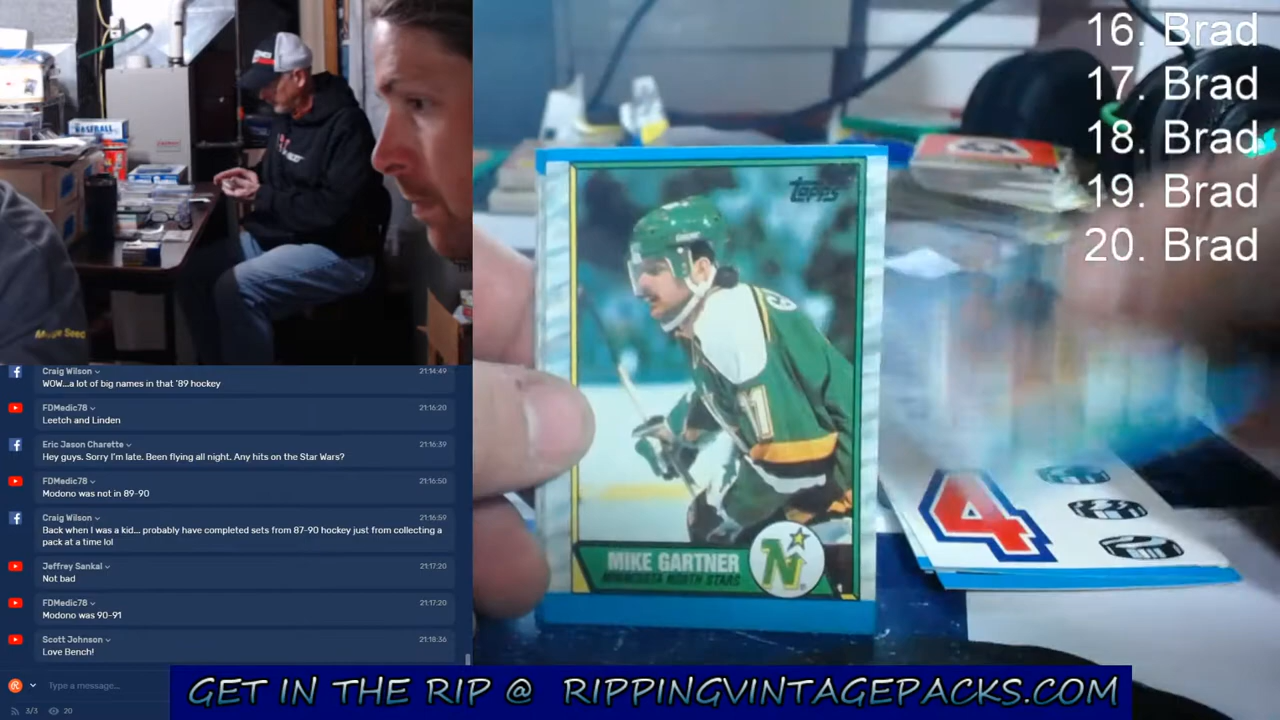 16. Brad
17. Brad
18. Brad
19. Brad
20. Brad
BASEBALL
topps
11
MIKE GARTNER
MINNESOTA NORTH STARS
N
4
Craig Wilson
21:14:49
WOW...a lot of big names in that '89 hockey
FDMedic78
21:16:20
Leetch and Linden
Eric Jason Charette
21:16:39
Hey guys. Sorry I'm late. Been flying all night. Any hits on the Star Wars?
FDMedic78
21:16:50
Modono was not in 89-90
Craig Wilson
21:16:59
Back when I was a kid... probably have completed sets from 87-90 hockey just from collecting a
pack at a time lol
Jeffrey Sankal
21:17:20
Not bad
FDMedic78
21:17:20
Modono was 90-91
Scott Johnson
21:18:36
Love Bench!
Type a message...
3/3
20
GET IN THE RIP @ RIPPINGVINTAGEPACKS.COM